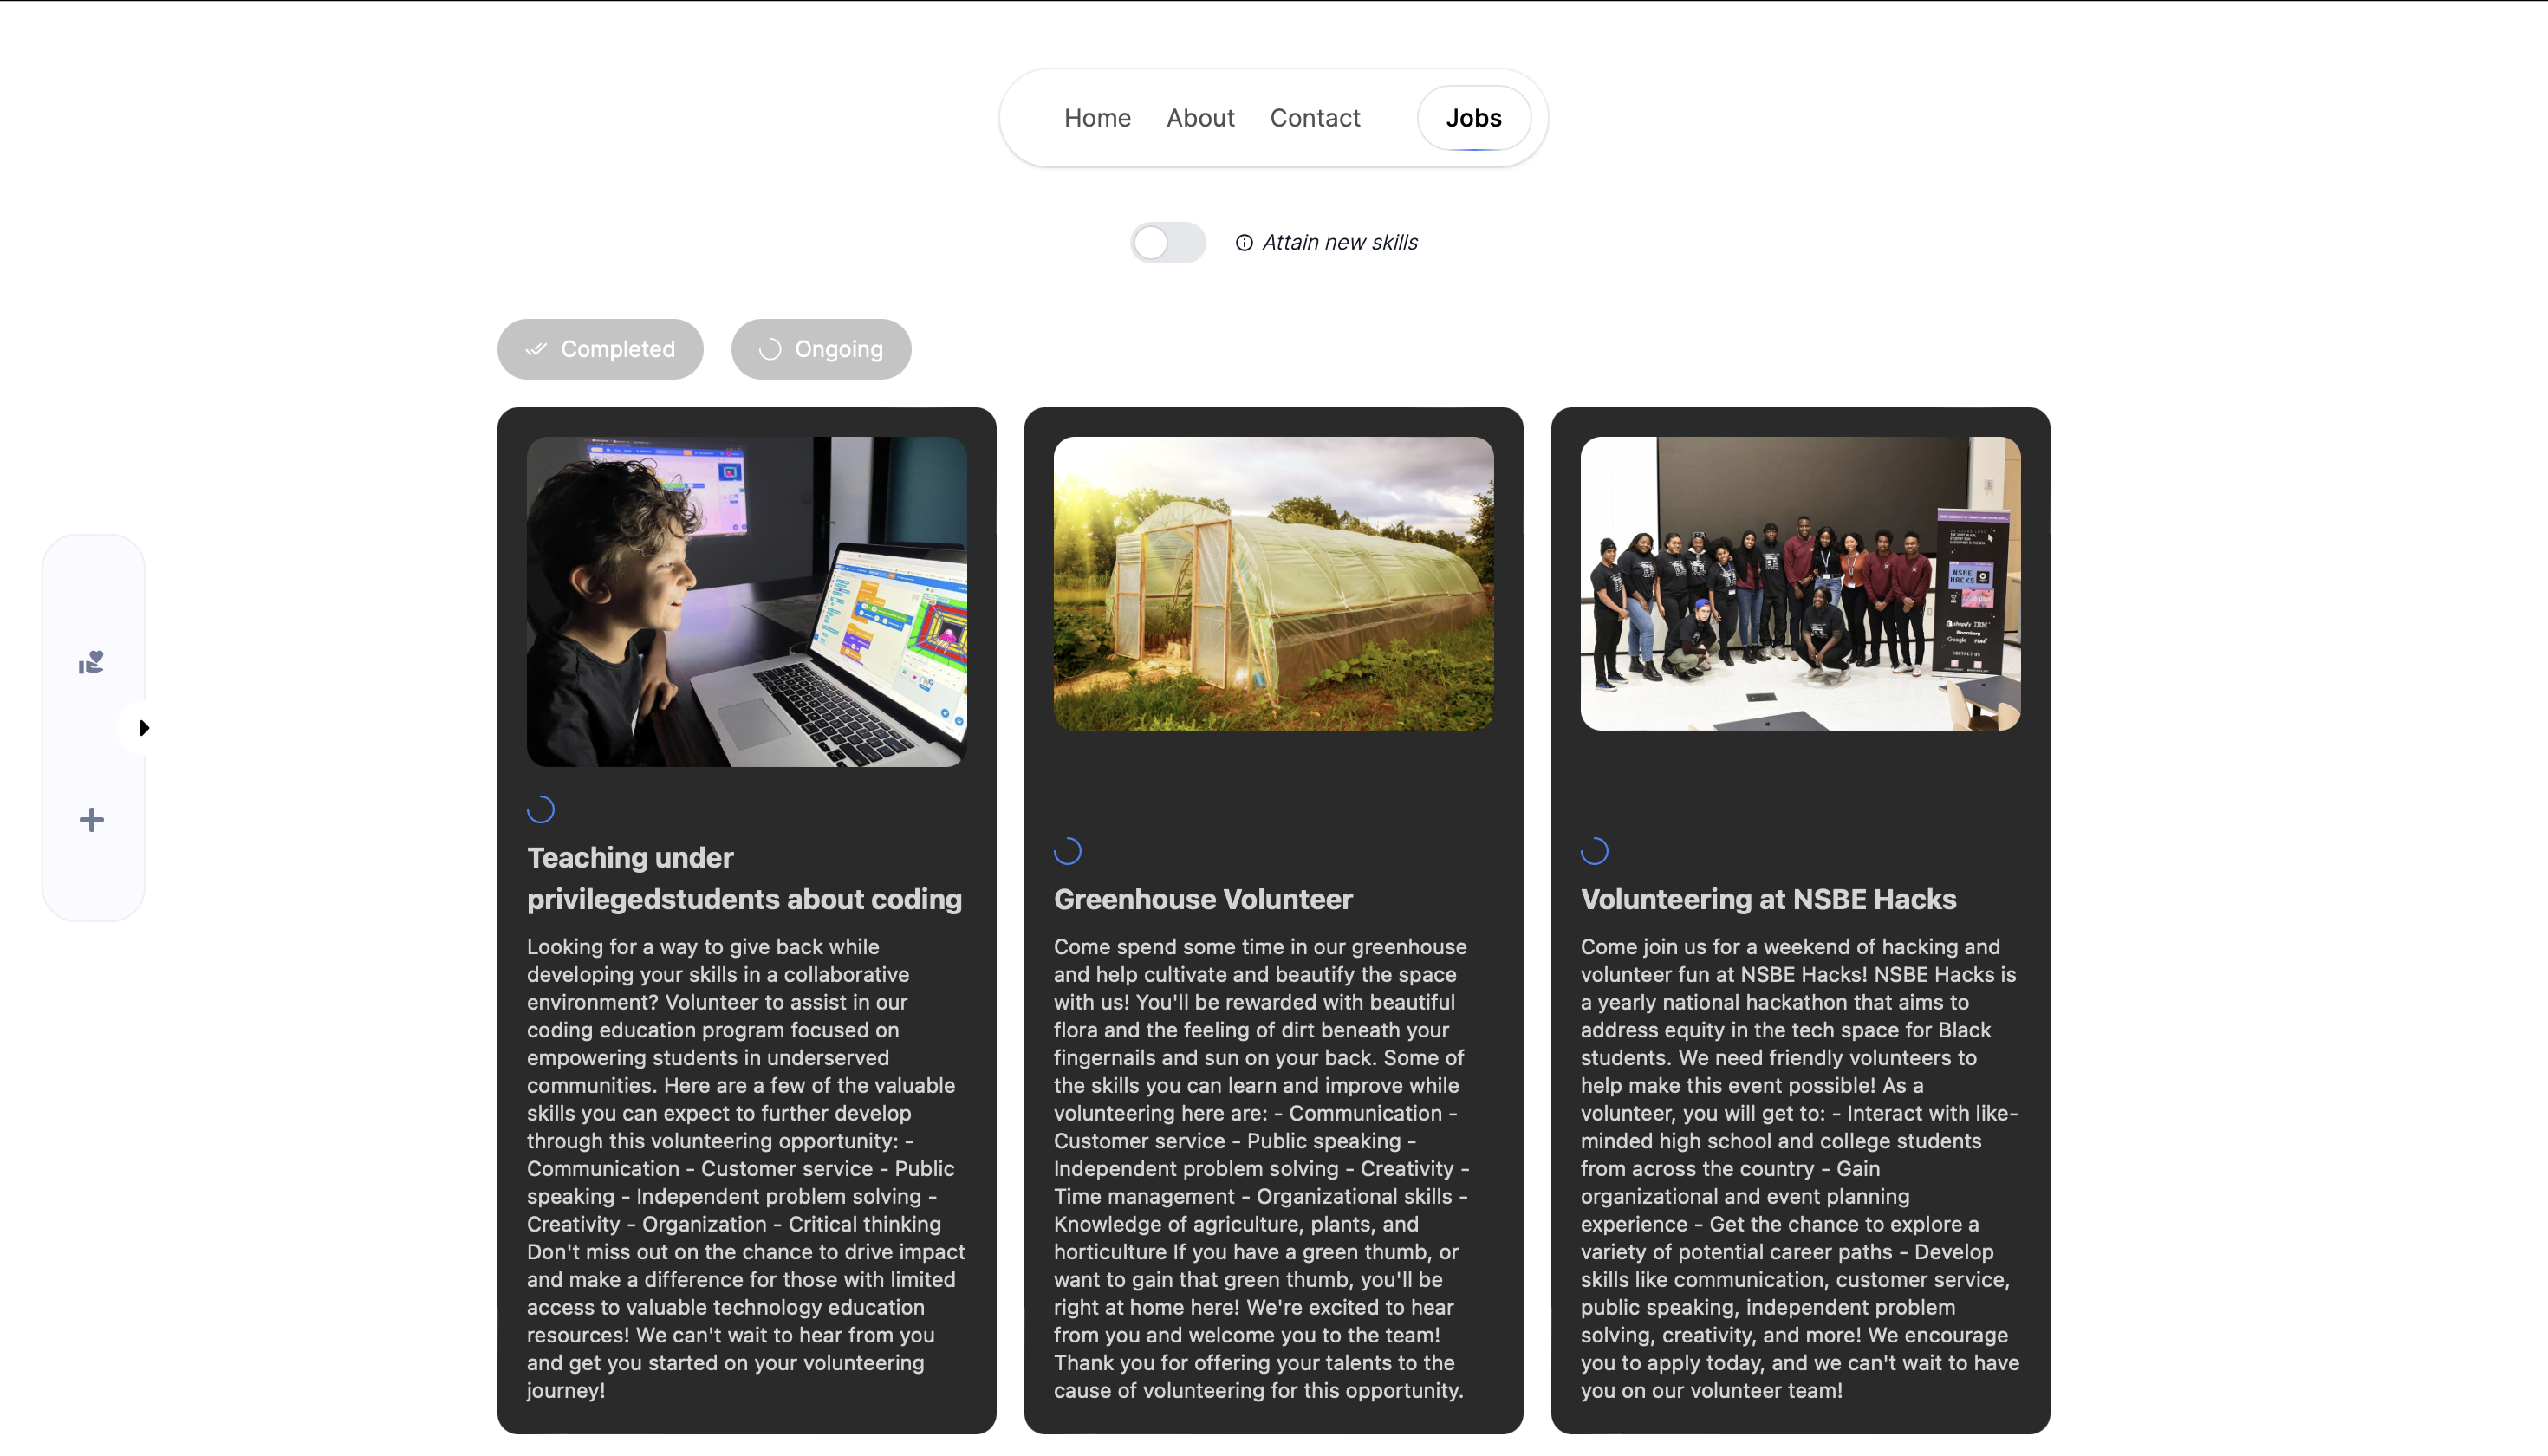 Home About Contact Jobs
Attain new skills
Completed Ongoing
NSBE
HACKS
shopify IBM
Bloomberg
Google
CONTACT US
Teaching under
privilegedstudents about coding
Looking for a way to give back while
developing your skills in a collaborative
environment? Volunteer to assist in our
coding education program focused on
empowering students in underserved
communities. Here are a few of the valuable
skills you can expect to further develop
through this volunteering opportunity: -
Communication - Customer service - Public
speaking - Independent problem solving -
Creativity - Organization - Critical thinking
Don't miss out on the chance to drive impact
and make a difference for those with limited
access to valuable technology education
resources! We can't wait to hear from you
and get you started on your volunteering
journey!
Greenhouse Volunteer
Come spend some time in our greenhouse
and help cultivate and beautify the space
with us! You'll be rewarded with beautiful
flora and the feeling of dirt beneath your
fingernails and sun on your back. Some of
the skills you can learn and improve while
volunteering here are: - Communication -
Customer service - Public speaking -
Independent problem solving - Creativity -
Time management - Organizational skills -
Knowledge of agriculture, plants, and
horticulture If you have a green thumb, or
want to gain that green thumb, you'll be
right at home here! We're excited to hear
from you and welcome you to the team!
Thank you for offering your talents to the
cause of volunteering for this opportunity.
Volunteering at NSBE Hacks
Come join us for a weekend of hacking and
volunteer fun at NSBE Hacks! NSBE Hacks is
a yearly national hackathon that aims to
address equity in the tech space for Black
students. We need friendly volunteers to
help make this event possible! As a
volunteer, you will get to: - Interact with like-
minded high school and college students
from across the country - Gain
organizational and event planning
experience - Get the chance to explore a
variety of potential career paths - Develop
skills like communication, customer service,
public speaking, independent problem
solving, creativity, and more! We encourage
you to apply today, and we can't wait to have
you on our volunteer team!